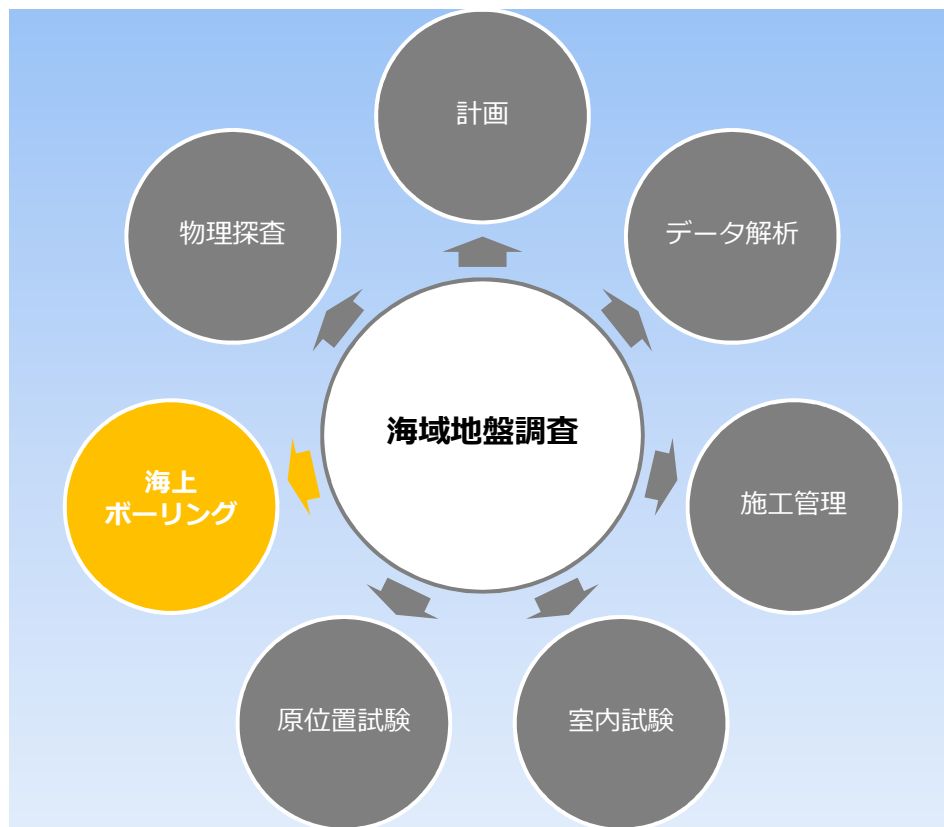 計画
物理探査
データ解析
海域地盤調査
海上
ボーリング
施工管理
原位置試験
室内試験